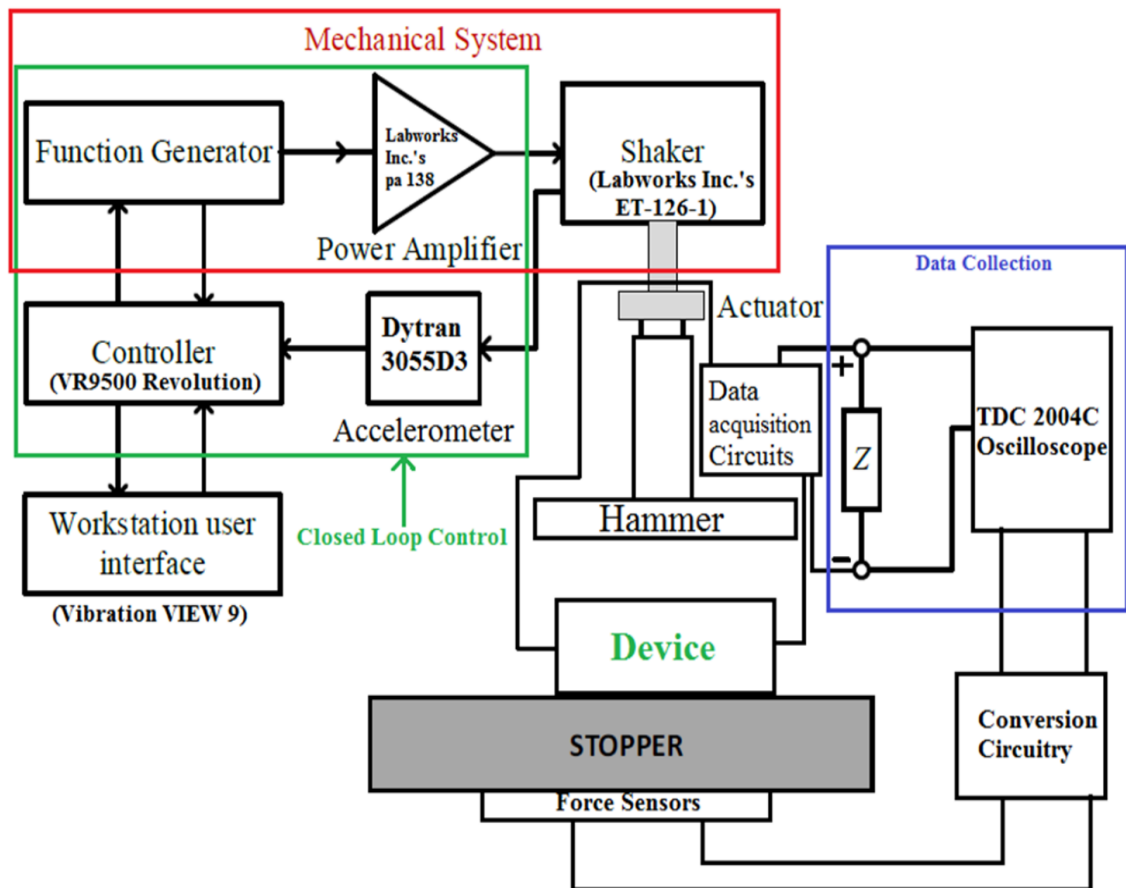 Mechanical System
Function Generator
Labworks
Inc.'s
pa 138
Power Amplifier
Shaker
(Labworks Inc.'s
ET-126-1)
Controller
(VR9500 Revolution)
Dytran
3055D3
Accelerometer
Workstation user
interface
(Vibration VIEW 9)
Closed Loop Control
Actuator
Hammer
Data
acquisition
Circuits
Data Collection
+
Z
-
TDC 2004C
Oscilloscope
Device
STOPPER
Force Sensors
Conversion
Circuitry